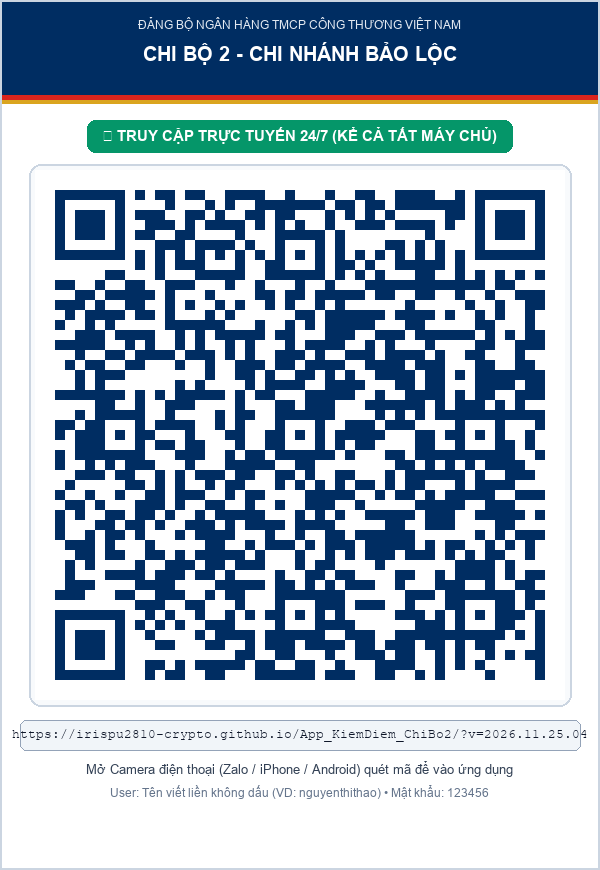 ĐẢNG BỘ NGÂN HÀNG TMCP CÔNG THƯƠNG VIỆT NAM
CHI BỘ 2 - CHI NHÁNH BẢO LỘC
TRUY CẬP TRỰC TUYẾN 24/7 (KỂ CẢ TẮT MÁY CHỦ)
https://irispu2810-crypto.github.io/App_KiemDiem_ChiBo2/?v=2026.11.25.04
Mở Camera điện thoại (Zalo / iPhone / Android) quét mã để vào ứng dụng
User: Tên viết liền không dấu (VD: nguyenthithao) • Mật khẩu: 123456